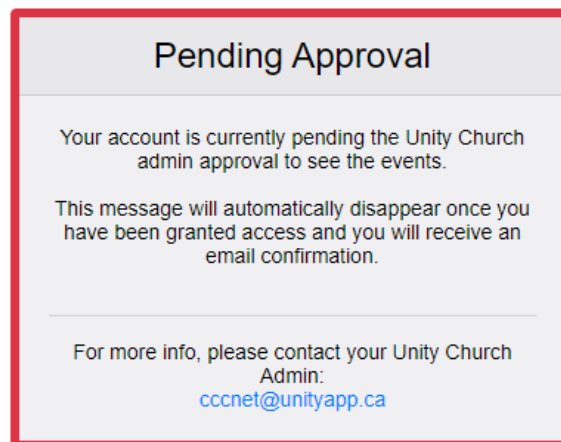 Pending Approval
Your account is currently pending the Unity Church
admin approval to see the events.
This message will automatically disappear once you
have been granted access and you will receive an
email confirmation.
For more info, please contact your Unity Church
Admin:
cccnet@unityapp.ca